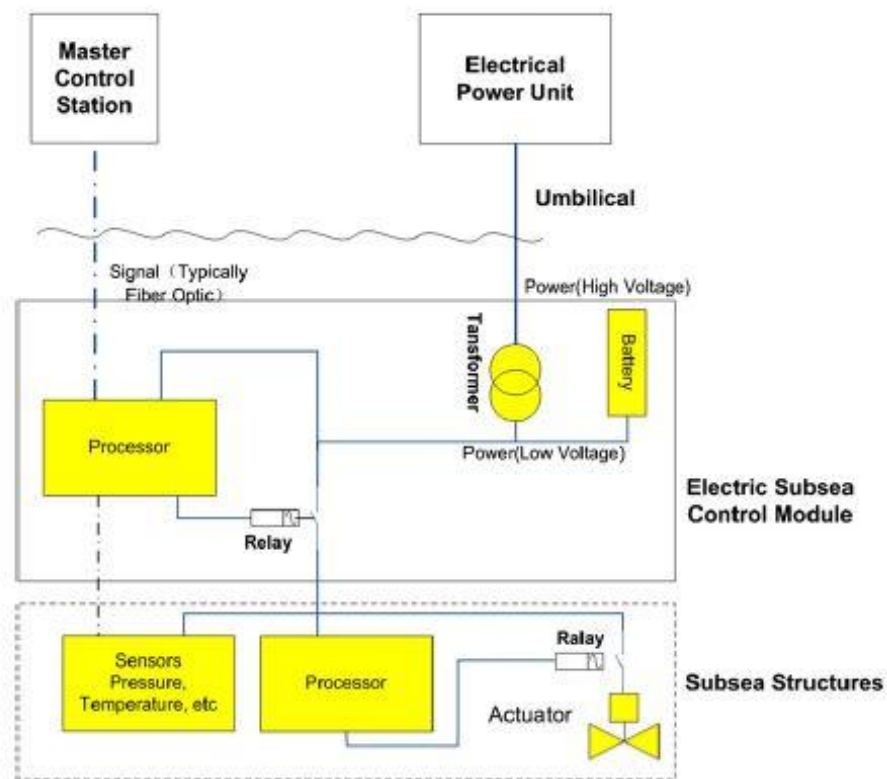 Master
Control
Station
Electrical
Power Unit
Umbilical
Signal（Typically
Fiber Optic）
Power(High Voltage)
Tansformer
Battery
Processor
Power(Low Voltage)
Relay
Electric Subsea
Control Module
Sensors
Pressure,
Temperature, etc
Processor
Ralay
Actuator
Subsea Structures